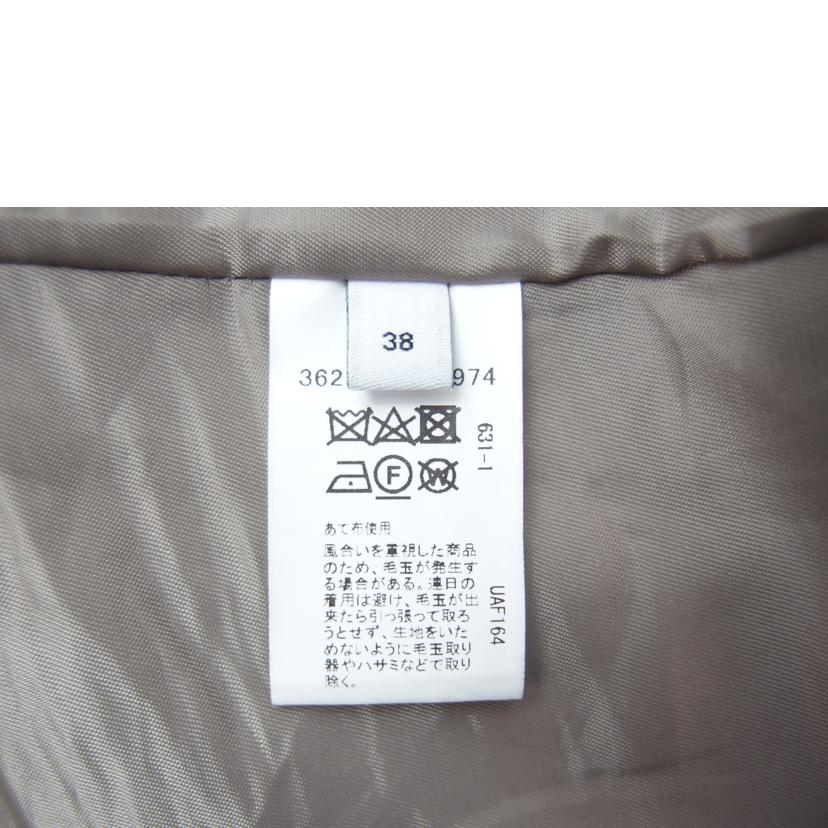 38
362
974
631-1
F
W
あて布使用
風合いを重視した商品
のため、毛玉が発生す
る場合がある。連日の
着用は避け、毛玉が出
来たら引っ張って取ろ
うとせず、生地をいた
めないように毛玉取り
器やハサミなどで取り
除く。
UAF164